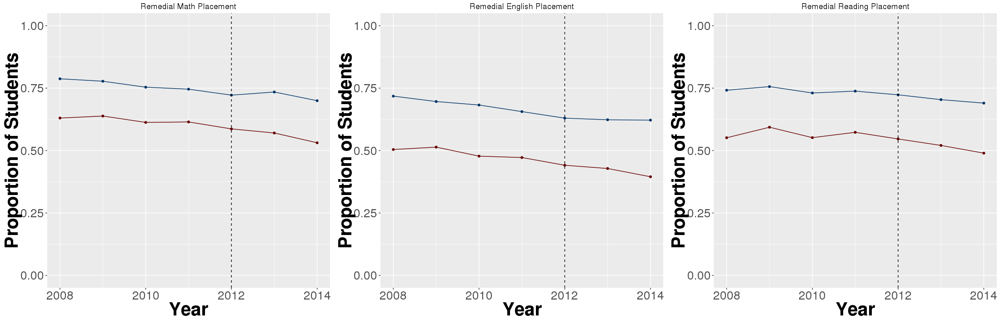 Remedial Math Placement
1.00
0.75
0.50
0.25
0.00
Proportion of Students
2008 2010 2012 2014
Year
Remedial English Placement
1.00
0.75
0.50
0.25
0.00
Proportion of Students
2008 2010 2012 2014
Year
Remedial Reading Placement
1.00
0.75
0.50
0.25
0.00
Proportion of Students
2008 2010 2012 2014
Year